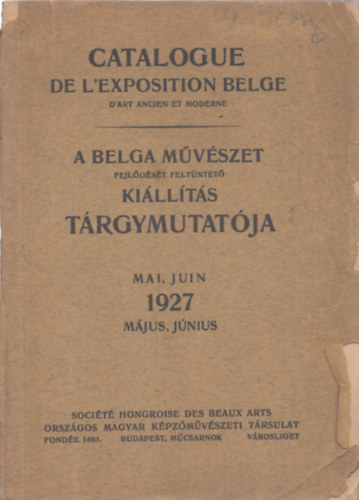 CATALOGUE
DE L'EXPOSITION BELGE
D'ART ANCIEN ET MODERNE
A BELGA MŰVÉSZET
FEJLŐDÉSÉT FELTÜNTETŐ
KIÁLLÍTÁS
TÁRGYMUTATÓJA
MAI, JUIN
1927
MÁJUS, JÚNIUS
SOCIÉTÉ HONGROISE DES BEAUX ARTS
ORSZÁGOS MAGYAR KÉPZŐMŰVÉSZETI TÁRSULAT
FONDÉE 1861. BUDAPEST, MŰCSARNOK VÁROSLIGET